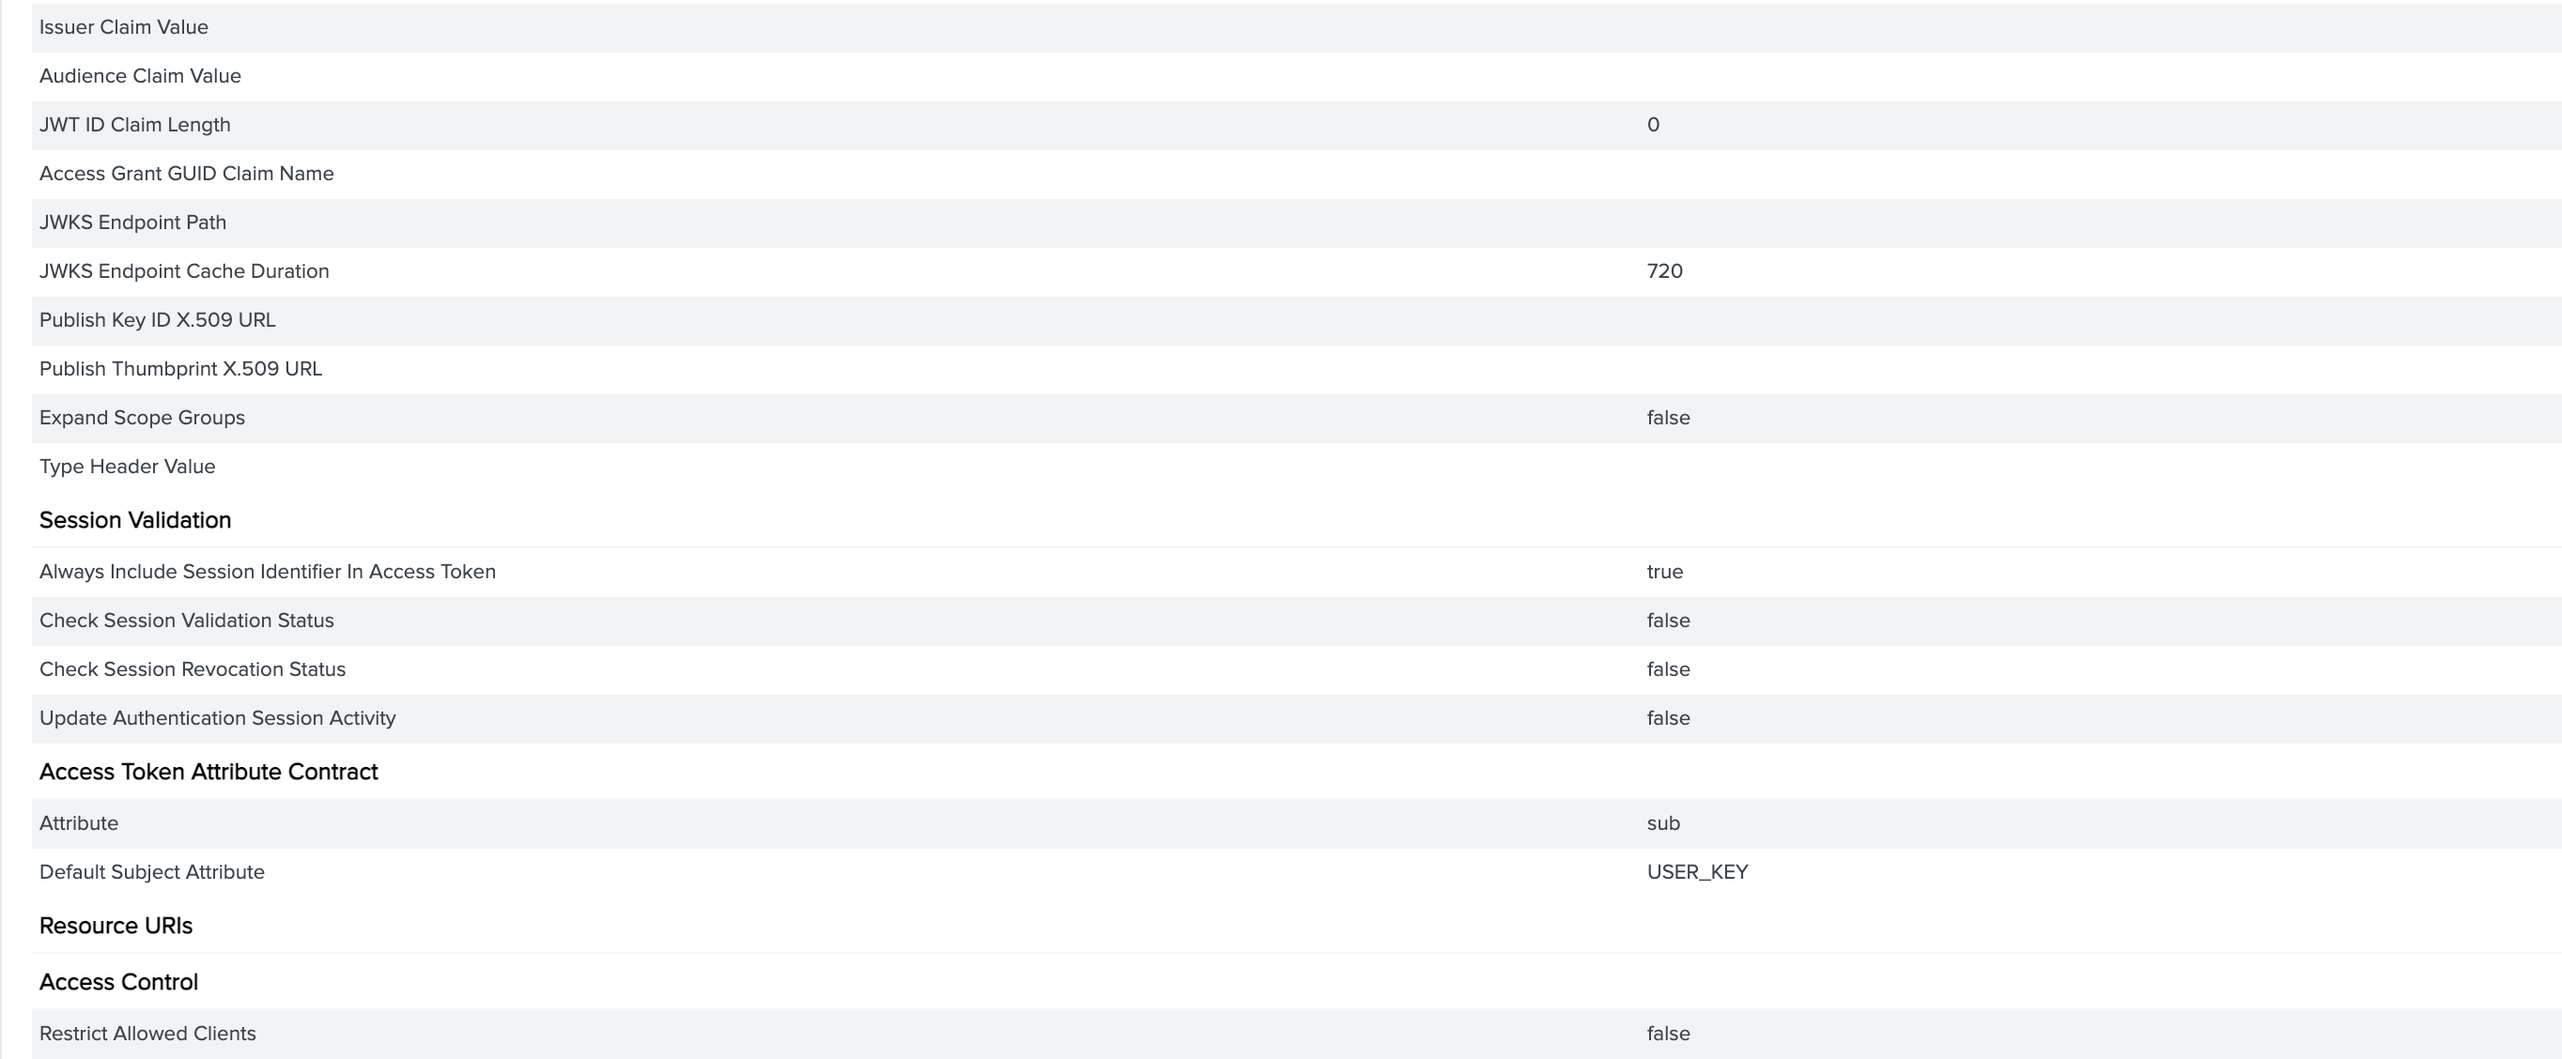 Issuer Claim Value
Audience Claim Value
JWT ID Claim Length 0
Access Grant GUID Claim Name
JWKS Endpoint Path
JWKS Endpoint Cache Duration 720
Publish Key ID X.509 URL
Publish Thumbprint X.509 URL
Expand Scope Groups false
Type Header Value
Session Validation
Always Include Session Identifier In Access Token true
Check Session Validation Status false
Check Session Revocation Status false
Update Authentication Session Activity false
Access Token Attribute Contract
Attribute sub
Default Subject Attribute USER_KEY
Resource URIs
Access Control
Restrict Allowed Clients false